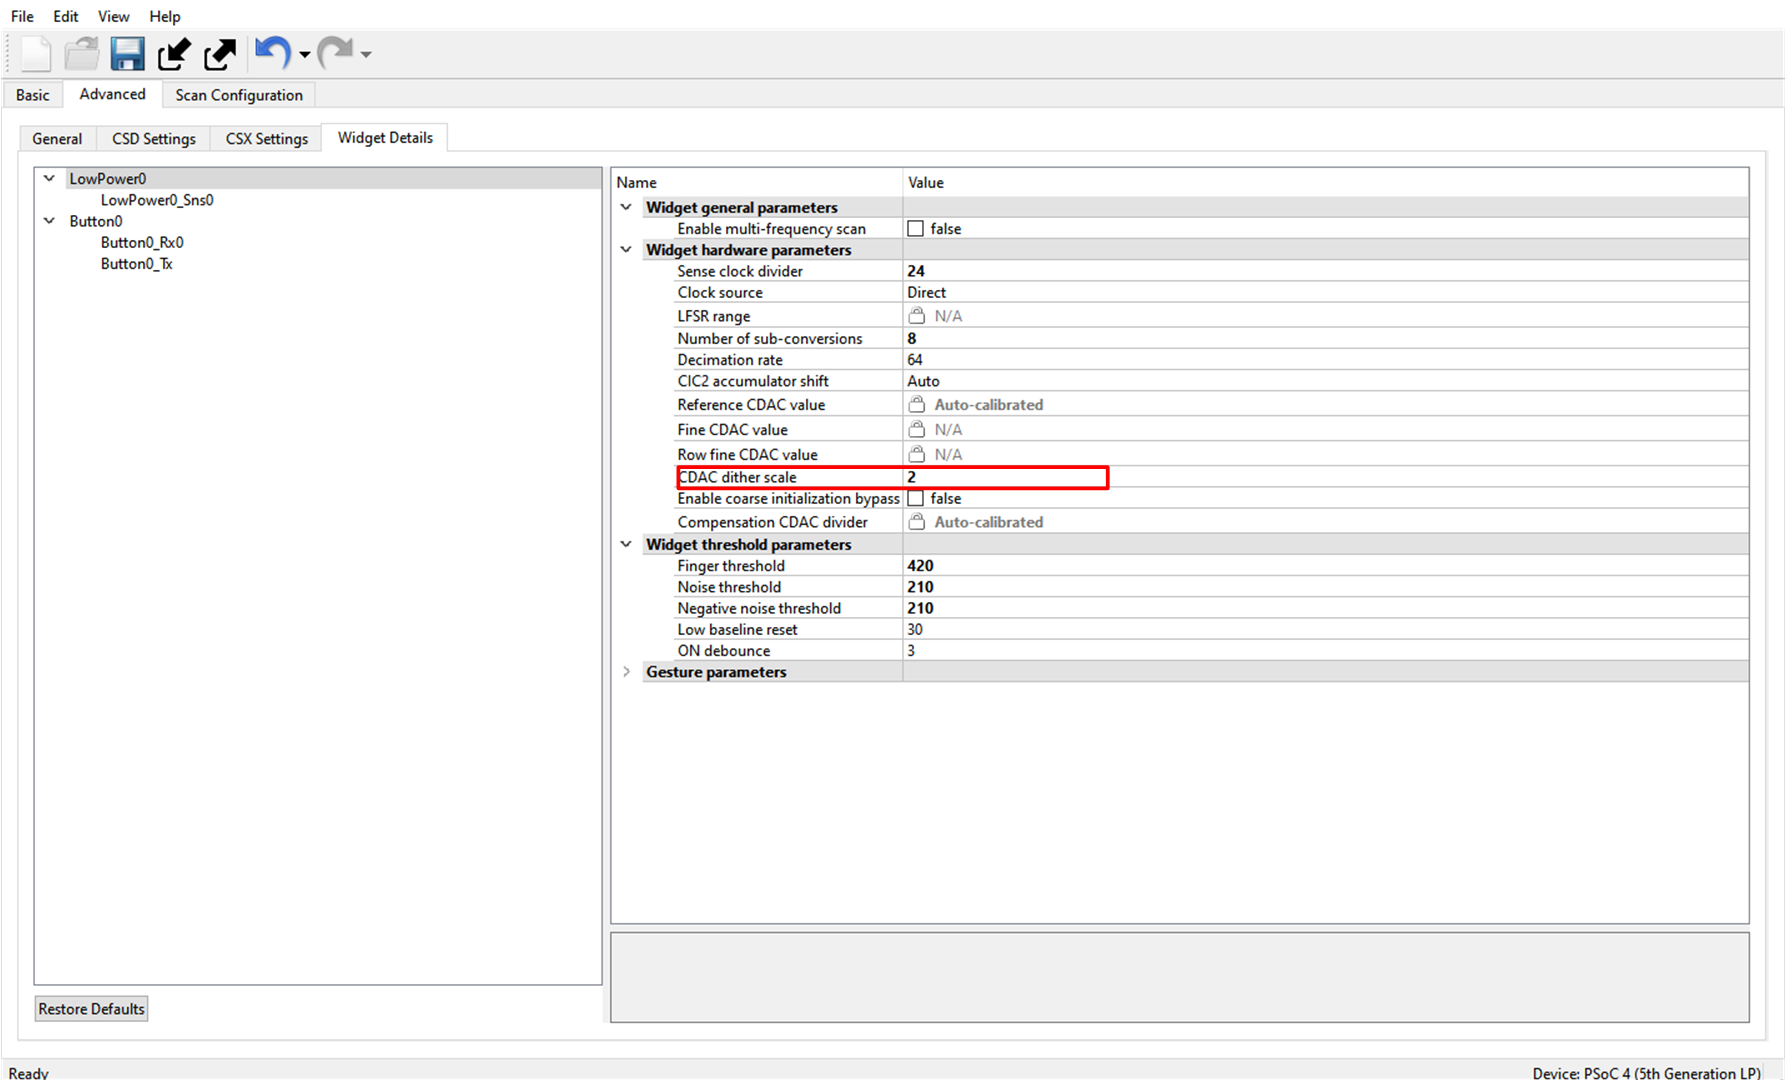 File Edit View Help
Basic Advanced Scan Configuration
General CSD Settings CSX Settings Widget Details
LowPower0
LowPower0_Sns0
Button0
Button0_Rx0
Button0_Tx
Restore Defaults
Name Value
Widget general parameters
Enable multi-frequency scan false
Widget hardware parameters
Sense clock divider 24
Clock source Direct
LFSR range N/A
Number of sub-conversions 8
Decimation rate 64
CIC2 accumulator shift Auto
Reference CDAC value Auto-calibrated
Fine CDAC value N/A
Row fine CDAC value N/A
CDAC dither scale 2
Enable coarse initialization bypass false
Compensation CDAC divider Auto-calibrated
Widget threshold parameters
Finger threshold 420
Noise threshold 210
Negative noise threshold 210
Low baseline reset 30
ON debounce 3
Gesture parameters
Ready Device: PSoC 4 (5th Generation LP)